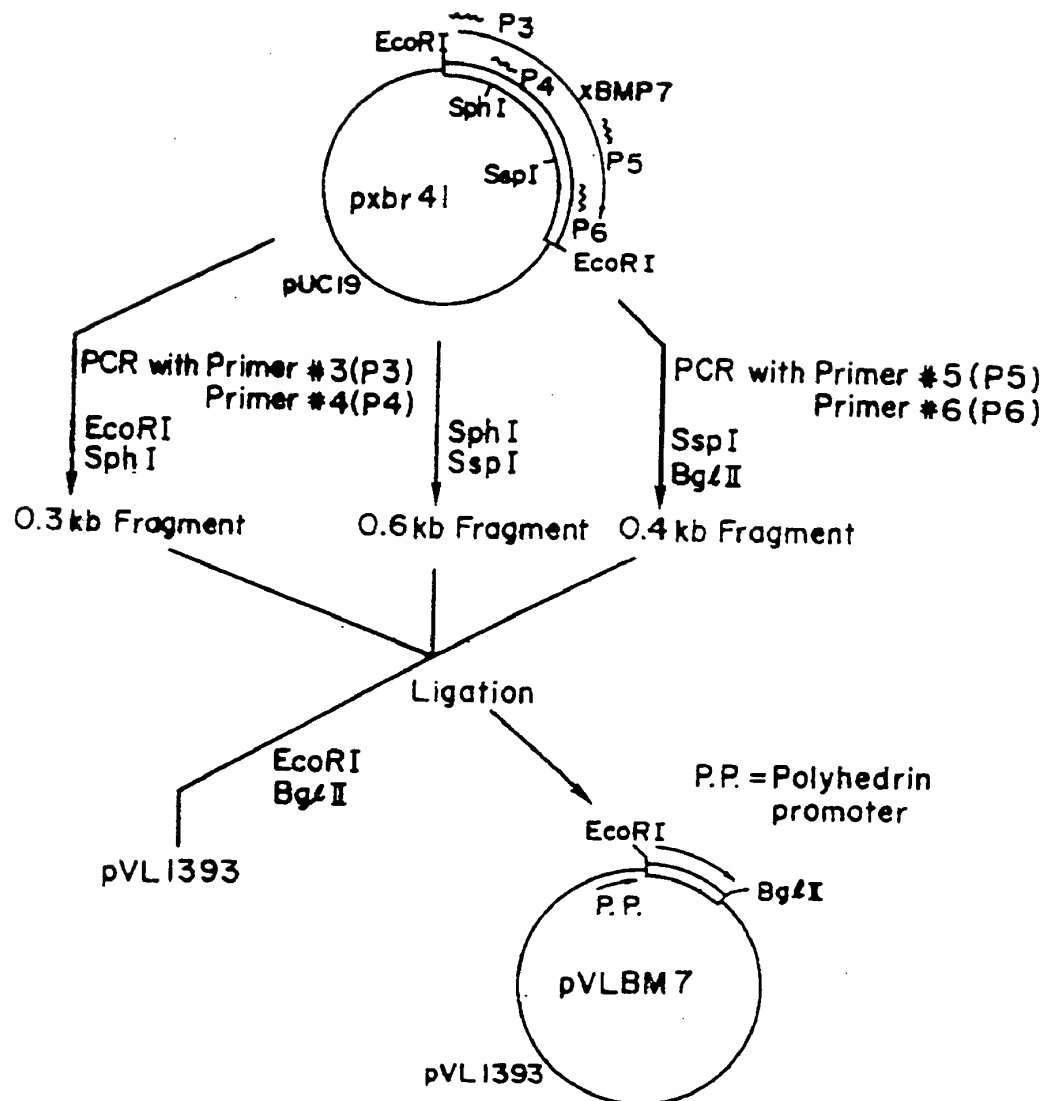 P3
EcoRI
P4
xBMP7
SphI
P5
SspI
pxbr41
P6
EcoRI
pUC19
PCR with Primer #3(P3)
Primer #4(P4)
EcoRI
SphI
SphI
SspI
PCR with Primer #5(P5)
Primer #6(P6)
SspI
BglII
0.3 kb Fragment
0.6 kb Fragment
0.4 kb Fragment
Ligation
EcoRI
BglII
pVL1393
P.P. = Polyhedrin
promoter
EcoRI
BglI
P.P.
pVLBM7
pVL1393